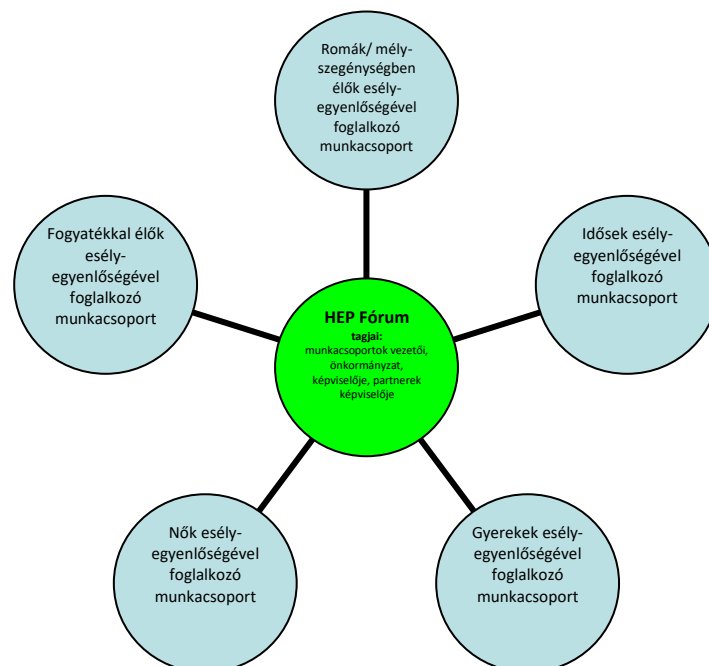 Romák/ mély-
szegénységben
élők esély-
egyenlőségével
foglalkozó
munkacsoport
Fogyatékkal élők
esély-
egyenlőségével
foglalkozó
munkacsoport
Idősek esély-
egyenlőségével
foglalkozó
munkacsoport
HEP Fórum
tagjai:
munkacsoportok vezetői,
önkormányzat,
képviselője, partnerek
képviselője
Nők esély-
egyenlőségével
foglalkozó
munkacsoport
Gyerekek esély-
egyenlőségével
foglalkozó
munkacsoport